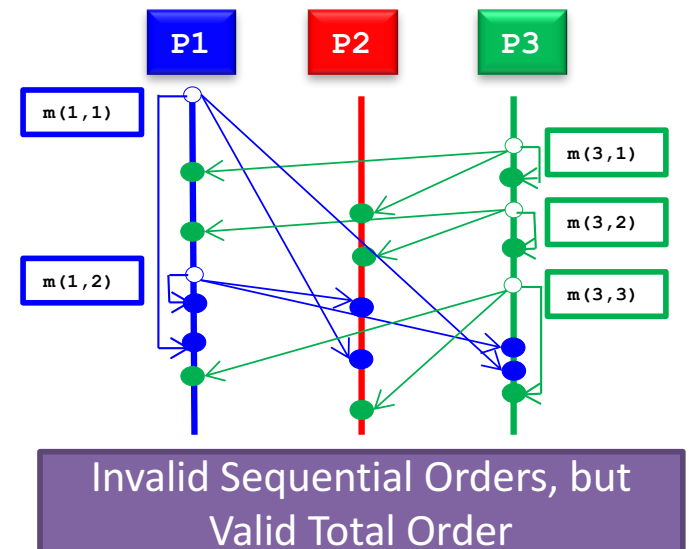 P1 P2 P3
m(1,1)
m(3,1)
m(3,2)
m(1,2)
m(3,3)
Invalid Sequential Orders, but
Valid Total Order